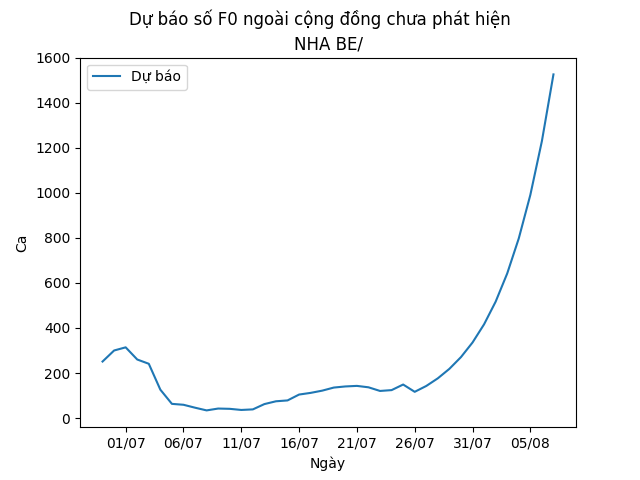 Dự báo số F0 ngoài cộng đồng chưa phát hiện
NHA BE/
Dự báo
1600
1400
1200
1000
800
600
400
200
0
Ca
01/07 06/07 11/07 16/07 21/07 26/07 31/07 05/08
Ngày